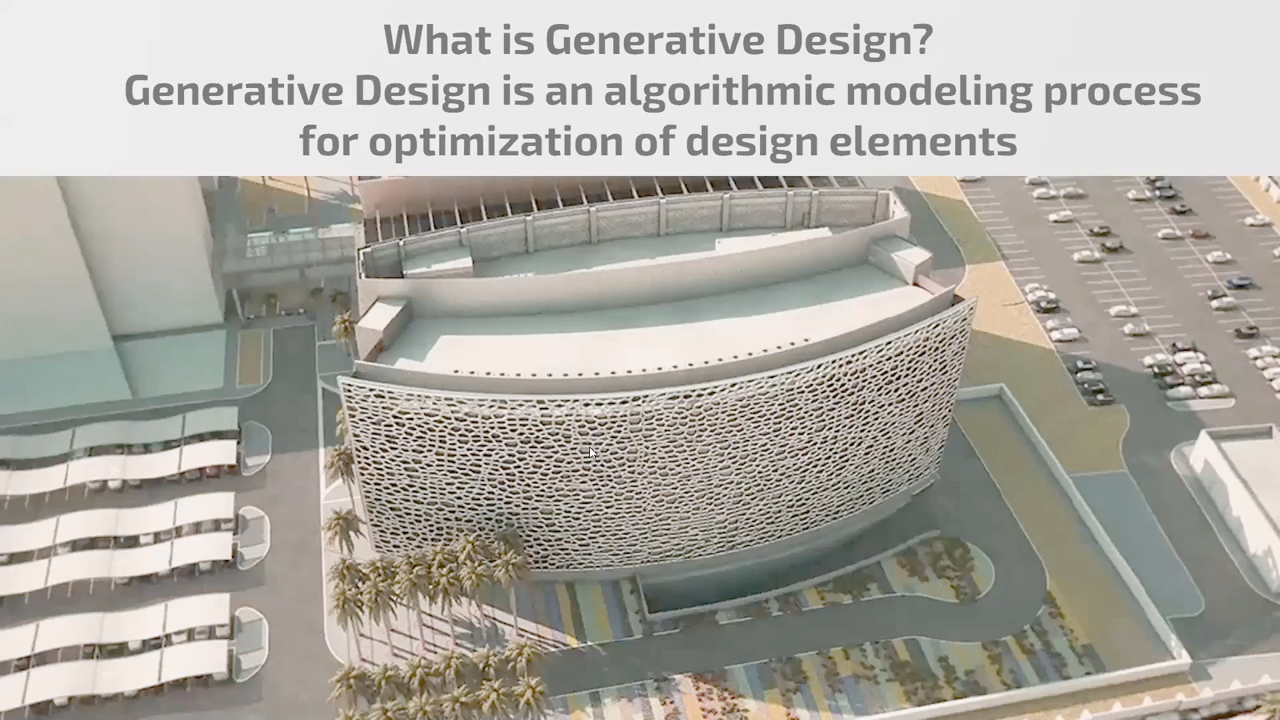 What is Generative Design?
Generative Design is an algorithmic modeling process
for optimization of design elements